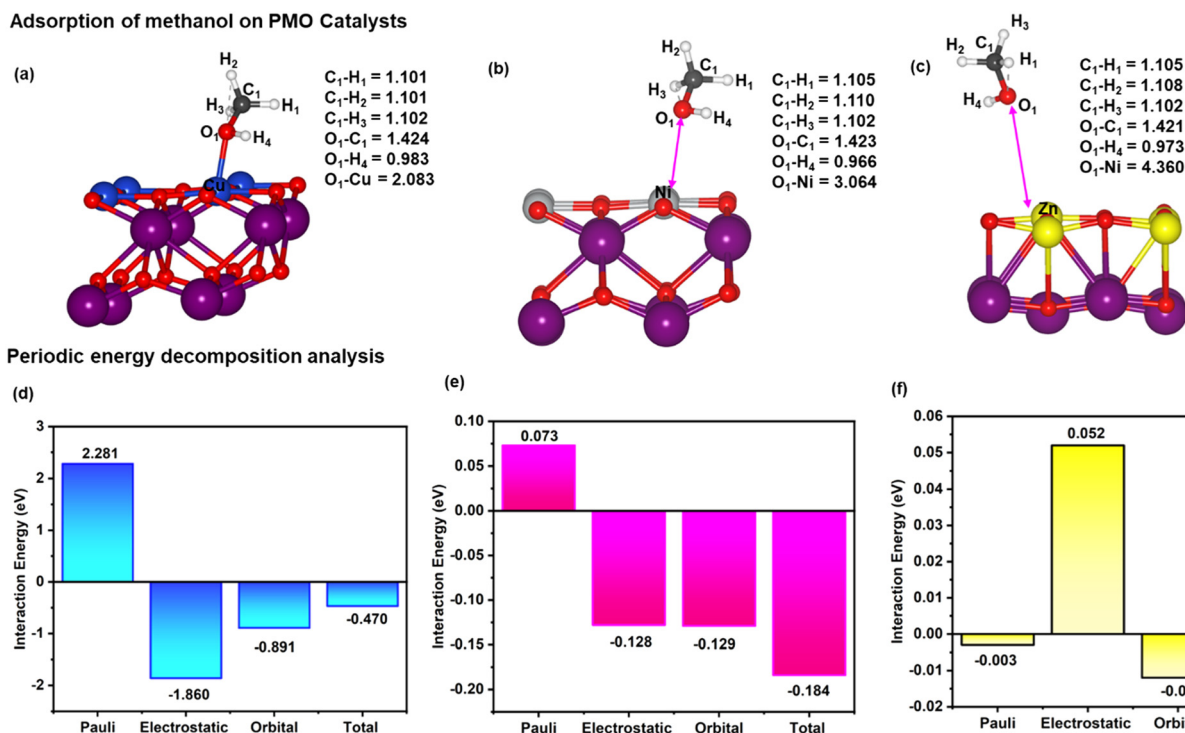 Adsorption of methanol on PMO Catalysts
(a)
H2
C1
H3
H1
O1
H4
Cu
C1-H1 = 1.101
C1-H2 = 1.101
C1-H3 = 1.102
O1-C1 = 1.424
O1-H4 = 0.983
O1-Cu = 2.083
(b)
H2
C1
H3
H1
O1
H4
Ni
C1-H1 = 1.105
C1-H2 = 1.110
C1-H3 = 1.102
O1-C1 = 1.423
O1-H4 = 0.966
O1-Ni = 3.064
(c)
H3
H2
C1
H1
H4
O1
Zn
C1-H1 = 1.105
C1-H2 = 1.108
C1-H3 = 1.102
O1-C1 = 1.421
O1-H4 = 0.973
O1-Zn = 4.360
Periodic energy decomposition analysis
(d)
Interaction Energy (eV)
3
2
1
0
-1
-2
2.281
-1.860
-0.891
-0.470
Pauli Electrostatic Orbital Total
(e)
Interaction Energy (eV)
0.10
0.05
0.00
-0.05
-0.10
-0.15
-0.20
0.073
-0.128
-0.129
-0.184
Pauli Electrostatic Orbital Total
(f)
Interaction Energy (eV)
0.06
0.05
0.04
0.03
0.02
0.01
0.00
-0.01
-0.02
0.052
-0.003
Pauli Electrostatic